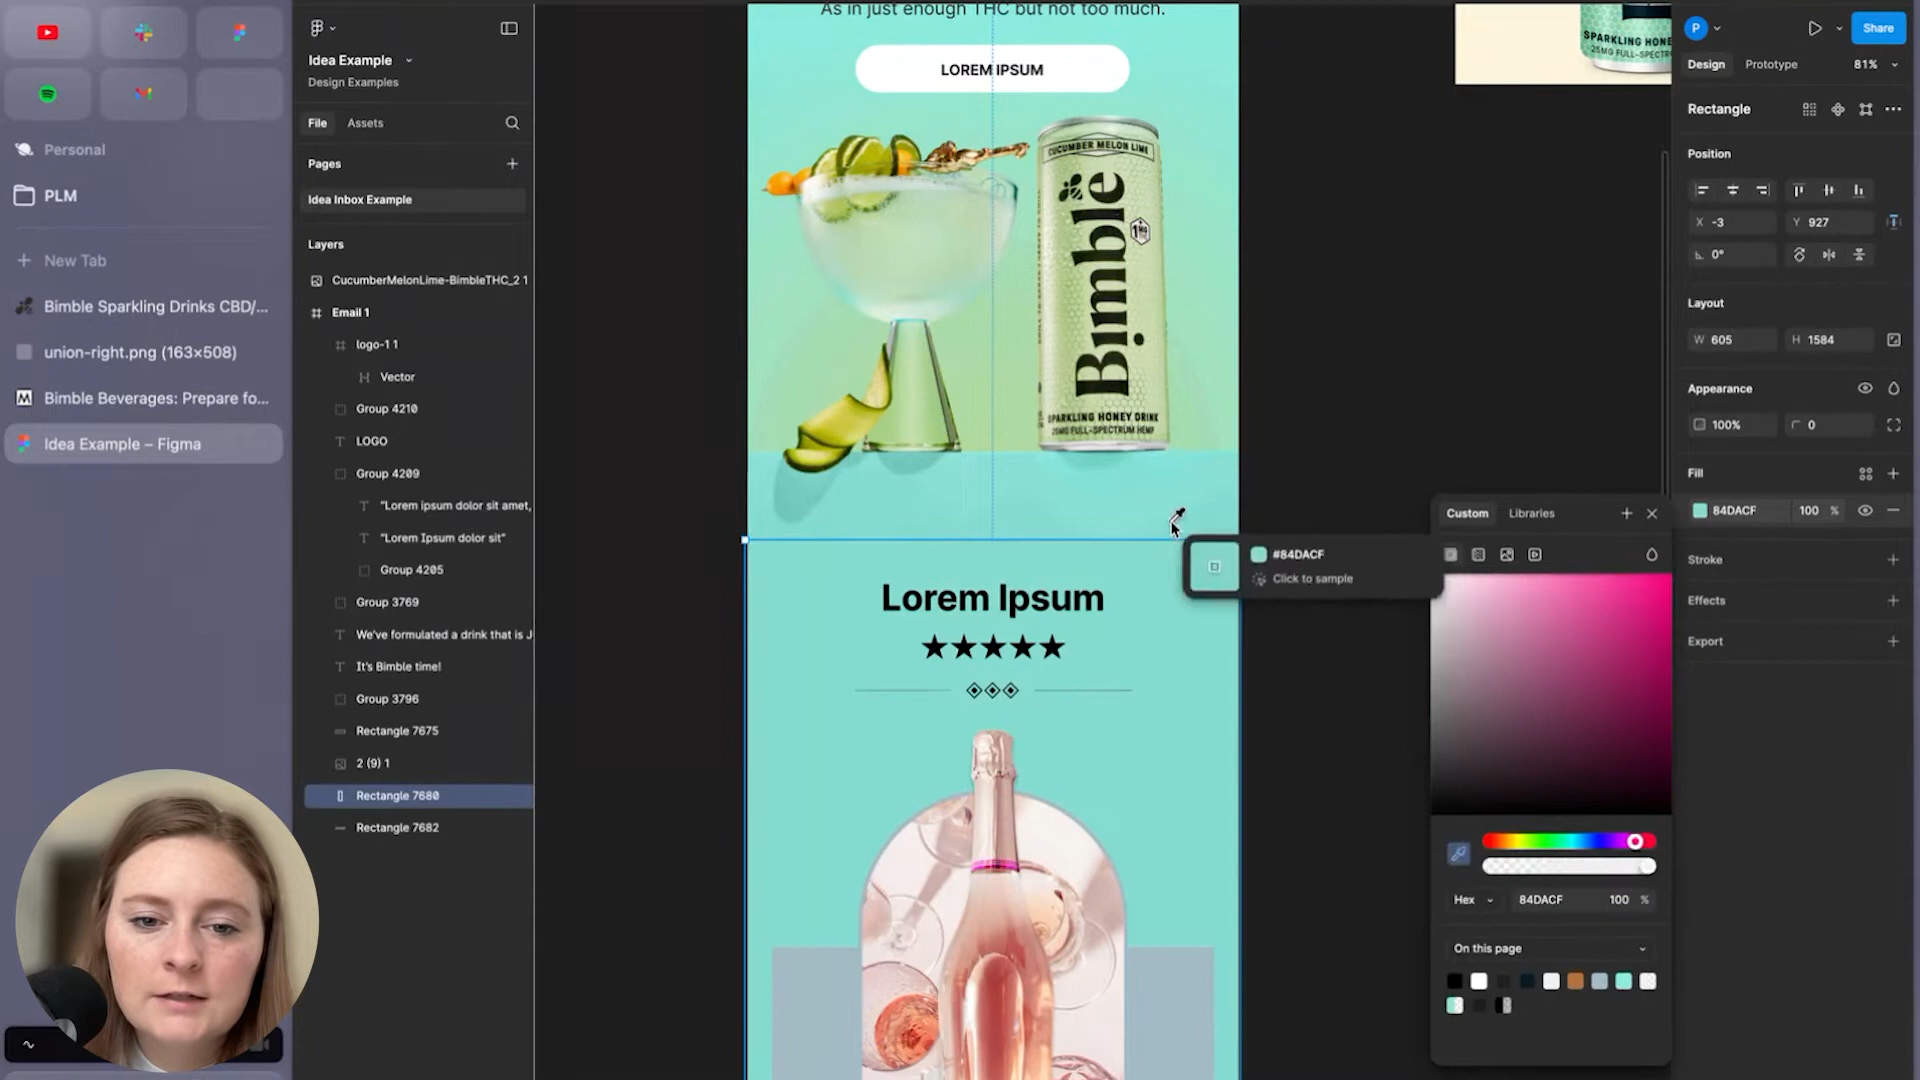 Personal
PLM
New Tab
Bimble Sparkling Drinks CBD/...
union-right.png (163×508)
Bimble Beverages: Prepare fo...
Idea Example – Figma
Idea Example
Design Examples
File
Assets
Pages
Idea Inbox Example
Layers
CucumberMelonLime-BimbleTHC_2 1
Email 1
logo-1 1
Vector
Group 4210
LOGO
Group 4209
"Lorem ipsum dolor sit amet,
"Lorem Ipsum dolor sit"
Group 4205
Group 3769
We've formulated a drink that is J
It's Bimble time!
Group 3796
Rectangle 7675
2 (9) 1
Rectangle 7680
Rectangle 7682
As in just enough THC but not too much.
LOREM IPSUM
CUCUMBER MELON LIME
Bimble
SPARKLING HONEY DRINK
25MG FULL-SPECTRUM HEMP
Lorem Ipsum
★★★★★
#84DACF
Click to sample
SPARKLING HONE
25MG FULL-SPECTR
P
Share
Design
Prototype
81%
Rectangle
Position
X -3
Y 927
0°
Layout
W 605
H 1584
Appearance
100%
0
Fill
84DACF
100 %
Stroke
Effects
Export
Custom
Libraries
Hex
84DACF
100 %
On this page